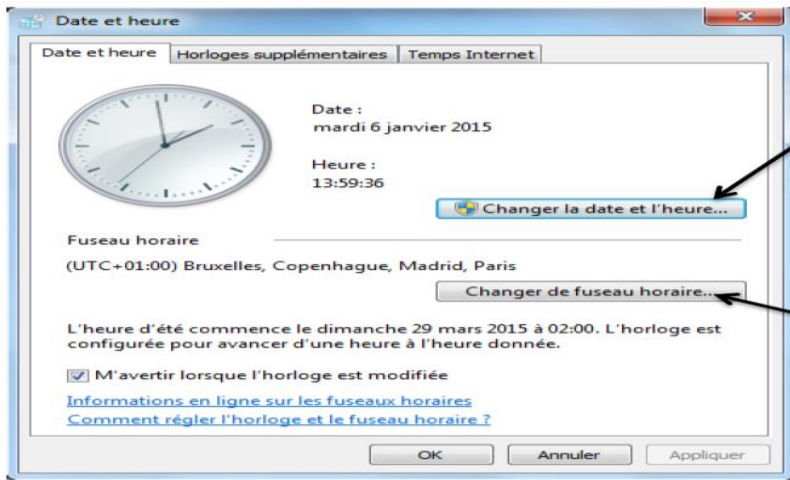 Date et heure
Date et heure
Horloges supplémentaires
Temps Internet
Date :
mardi 6 janvier 2015
Heure :
13:59:36
Changer la date et l'heure...
Fuseau horaire
(UTC+01:00) Bruxelles, Copenhague, Madrid, Paris
Changer de fuseau horaire...
L'heure d'été commence le dimanche 29 mars 2015 à 02:00. L'horloge est
configurée pour avancer d'une heure à l'heure donnée.
M'avertir lorsque l'horloge est modifiée
Informations en ligne sur les fuseaux horaires
Comment régler l'horloge et le fuseau horaire ?
OK
Annuler
Appliquer